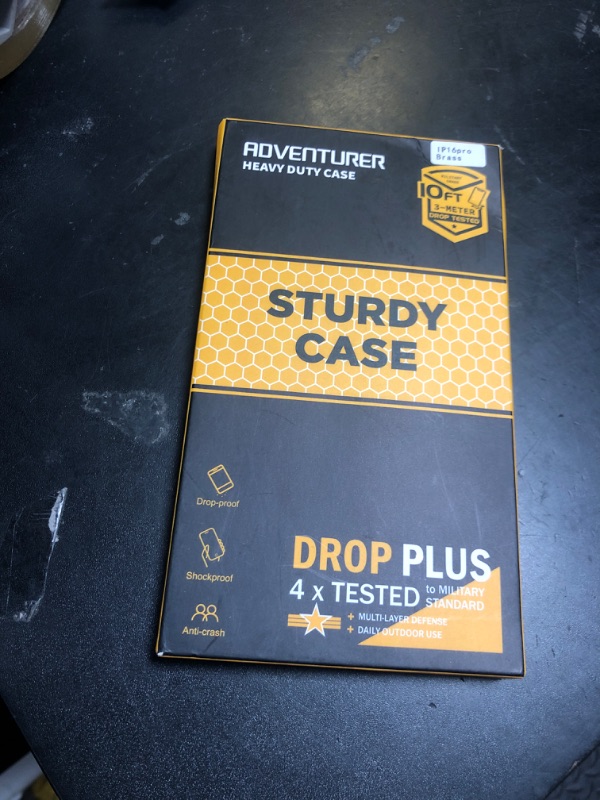 ADVENTURER
HEAVY DUTY CASE
IP16pro
Brass
10FT
3-METER
DROP TESTED
STURDY
CASE
Drop-proof
Shockproof
Anti-crash
DROP PLUS
4 x TESTED to MILITARY
STANDARD
+ MULTI-LAYER DEFENSE
+ DAILY OUTDOOR USE